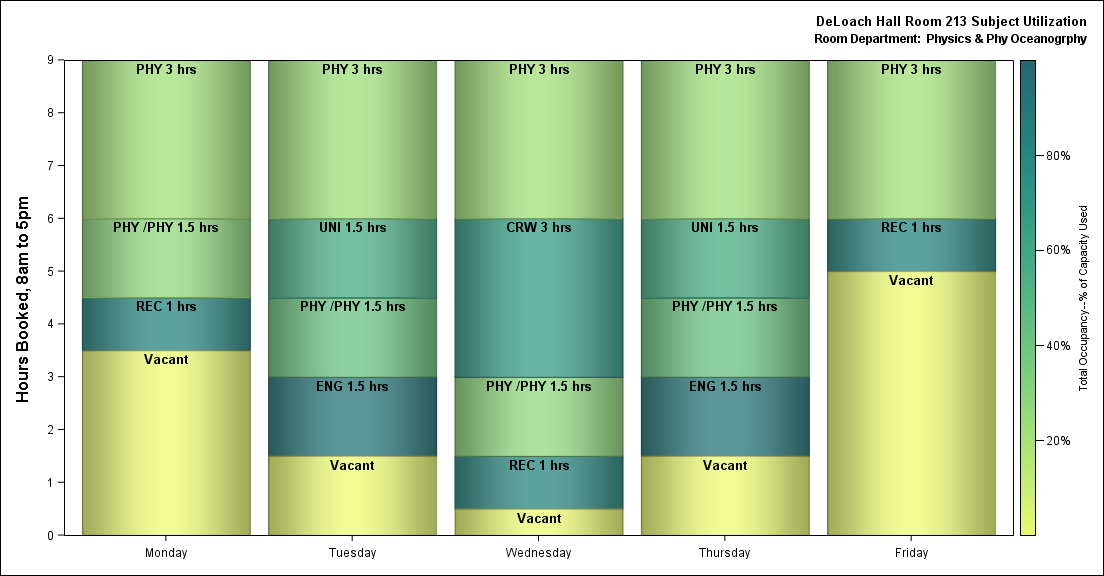 DeLoach Hall Room 213 Subject Utilization
Room Department: Physics & Phy Oceanogrphy
Hours Booked, 8am to 5pm
9
8
7
6
5
4
3
2
1
0
PHY 3 hrs
PHY /PHY 1.5 hrs
REC 1 hrs
Vacant
Monday
PHY 3 hrs
UNI 1.5 hrs
PHY /PHY 1.5 hrs
ENG 1.5 hrs
Vacant
Tuesday
PHY 3 hrs
CRW 3 hrs
PHY /PHY 1.5 hrs
REC 1 hrs
Vacant
Wednesday
PHY 3 hrs
UNI 1.5 hrs
PHY /PHY 1.5 hrs
ENG 1.5 hrs
Vacant
Thursday
PHY 3 hrs
REC 1 hrs
Vacant
Friday
80%
60%
40%
20%
Total Occupancy--% of Capacity Used